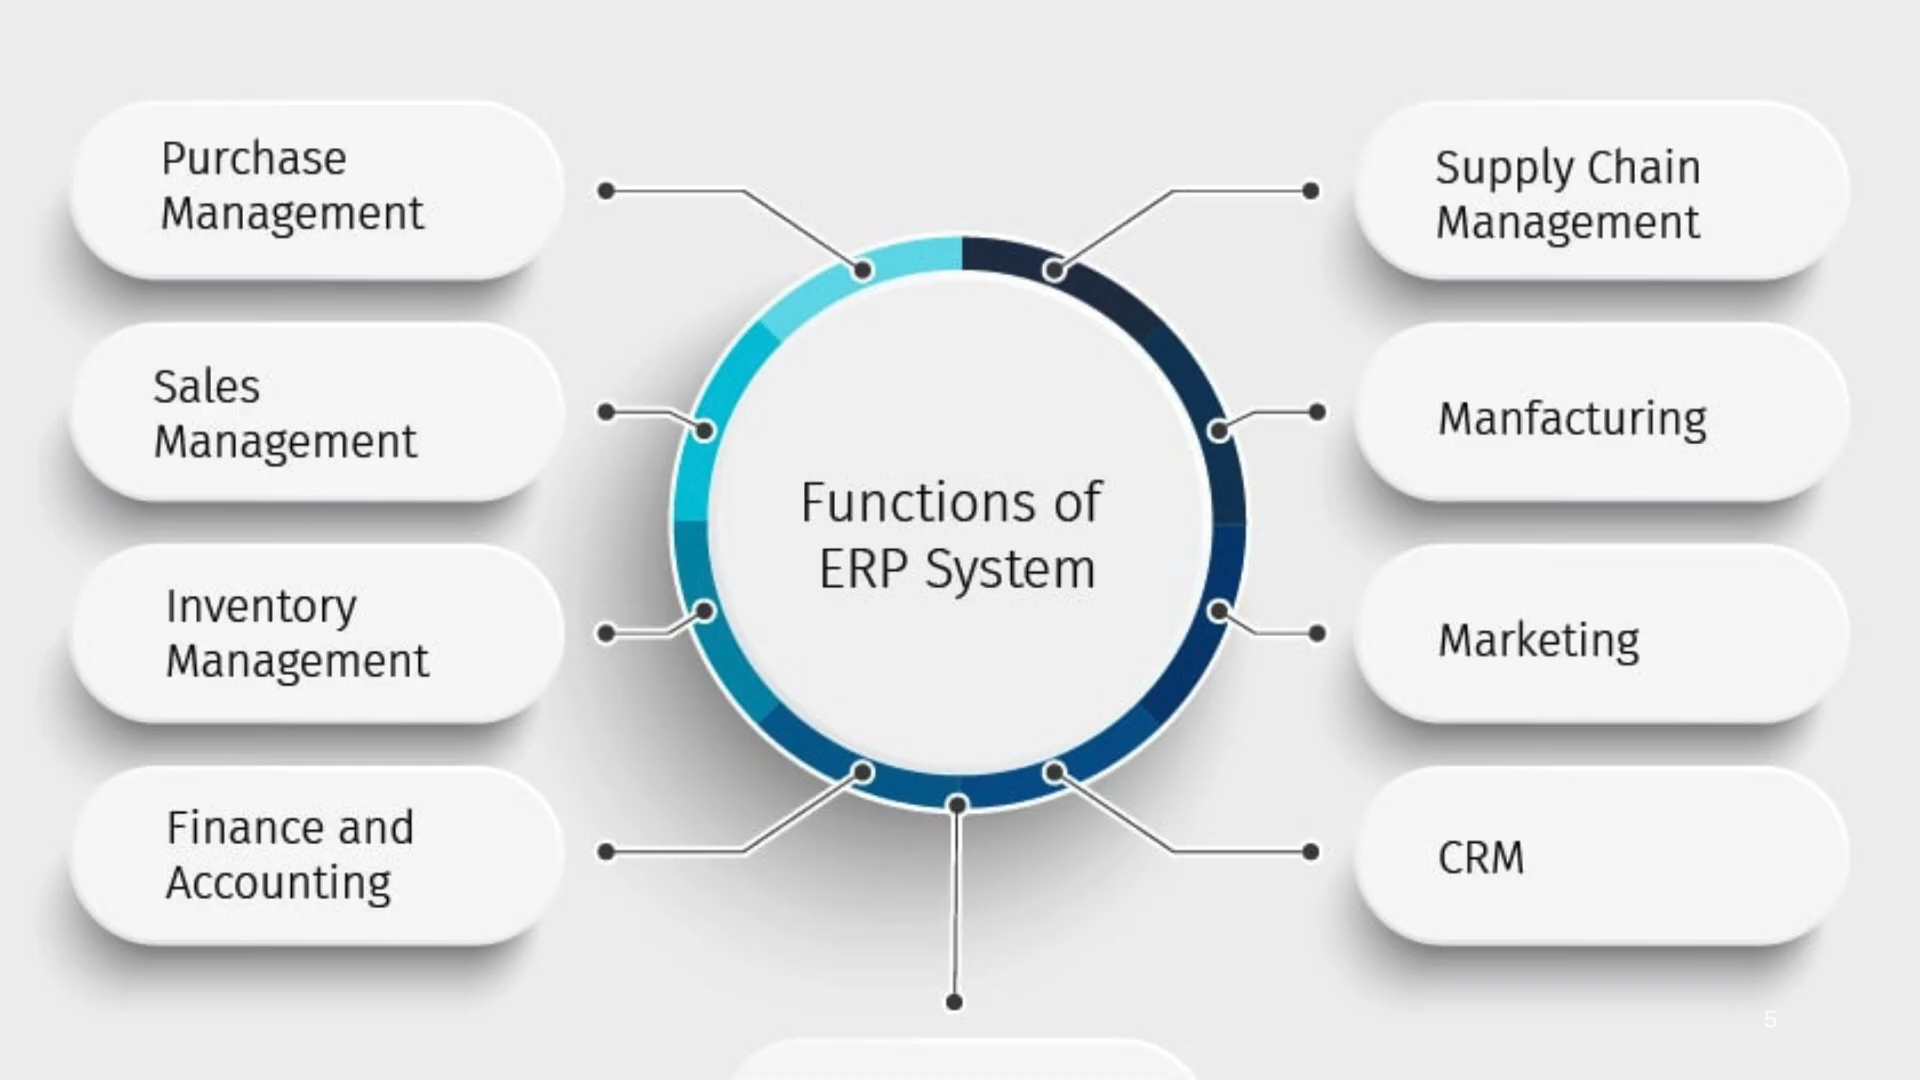 Purchase
Management
Sales
Management
Inventory
Management
Finance and
Accounting
Functions of
ERP System
Supply Chain
Management
Manfacturing
Marketing
CRM
5